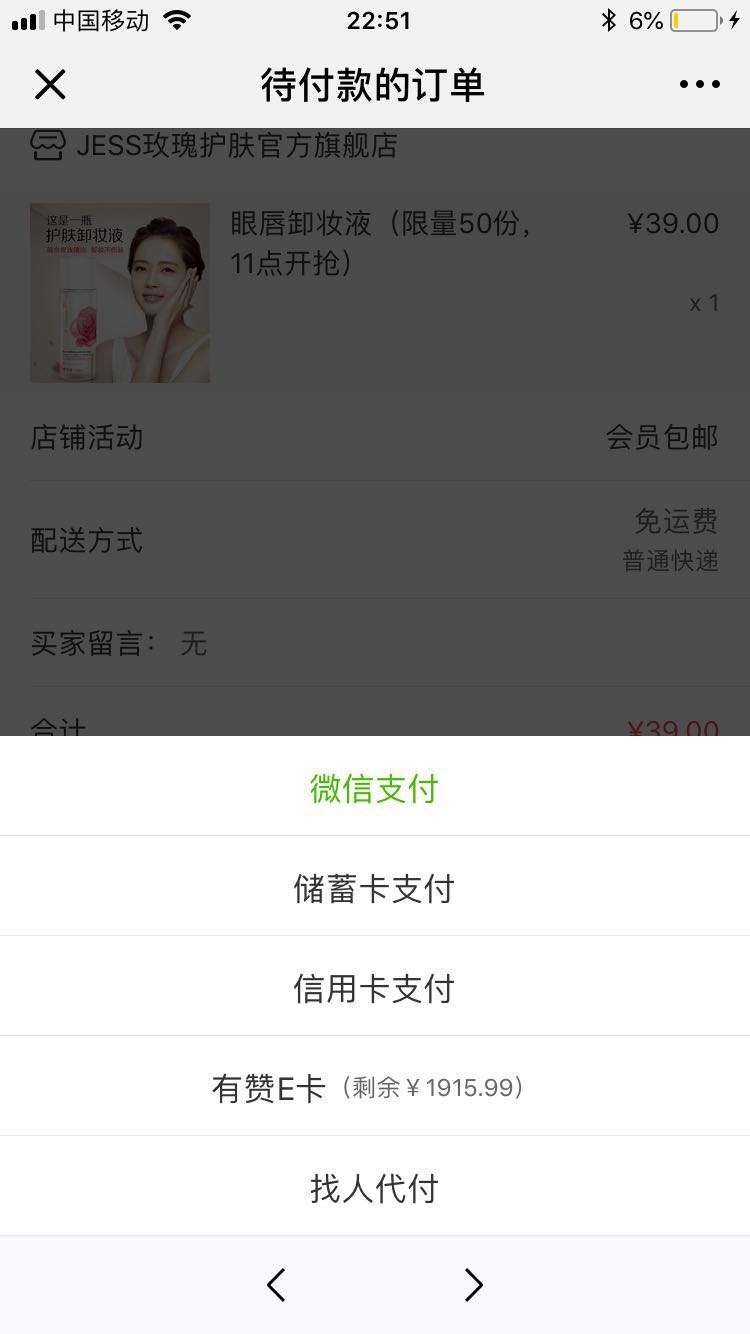 中国移动
22:51
6%
待付款的订单
JESS玫瑰护肤官方旗舰店
这是一瓶
护肤卸妆液
眼唇卸妆液（限量50份，
¥39.00
11点开抢）
x 1
店铺活动
会员包邮
配送方式
免运费
普通快递
买家留言：
无
合计
¥39.00
微信支付
储蓄卡支付
信用卡支付
有赞E卡（剩余￥1915.99）
找人代付